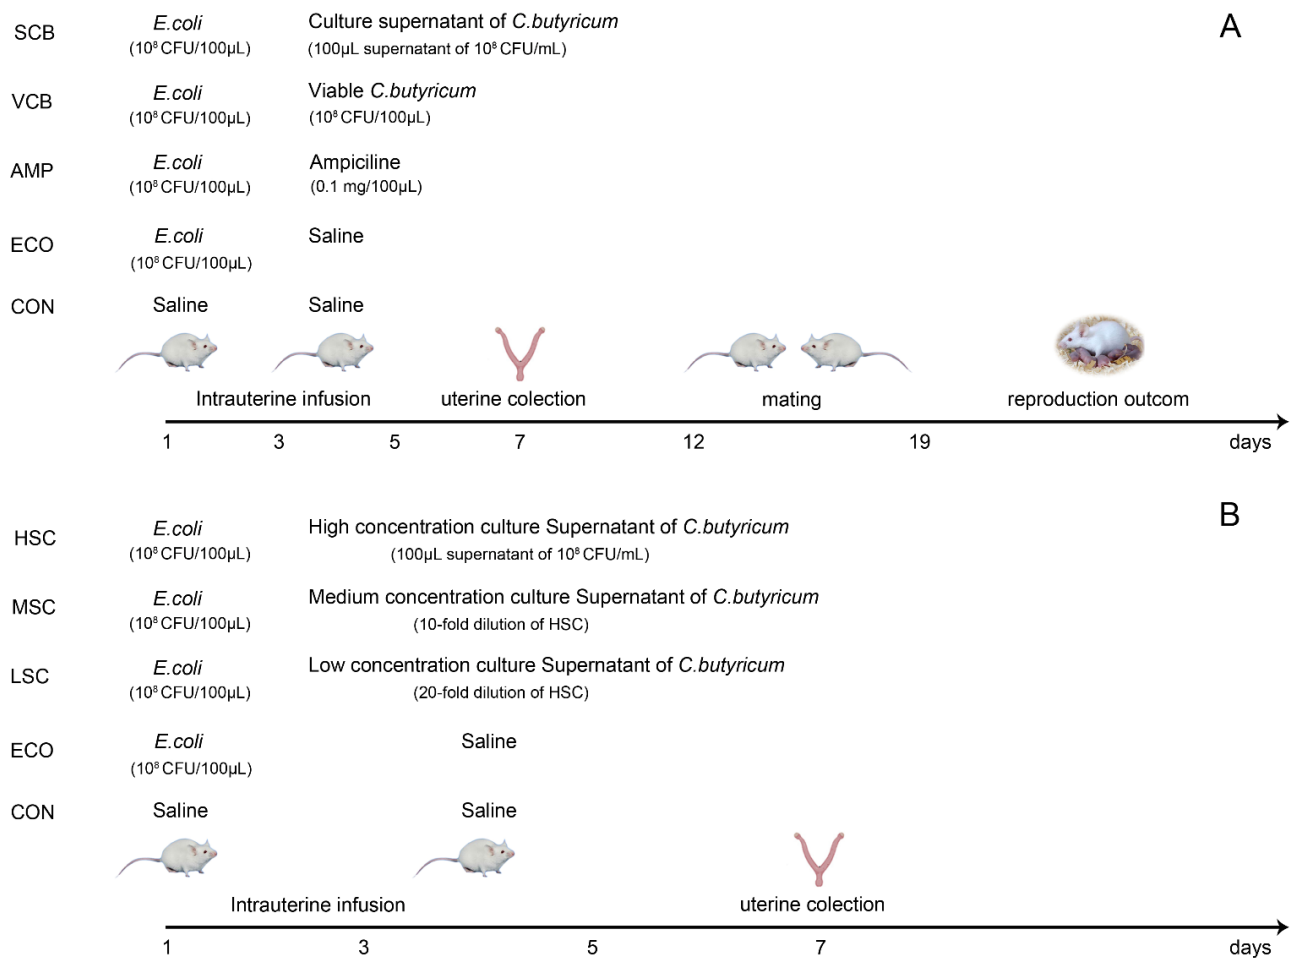 A
SCB E.coli Culture supernatant of C.butyricum
(10⁸ CFU/100µL) (100µL supernatant of 10⁸ CFU/mL)
VCB E.coli Viable C.butyricum
(10⁸ CFU/100µL) (10⁸ CFU/100µL)
AMP E.coli Ampiciline
(10⁸ CFU/100µL) (0.1 mg/100µL)
ECO E.coli Saline
(10⁸ CFU/100µL)
CON Saline Saline
Intrauterine infusion uterine colection mating reproduction outcom
1 3 5 7 12 19 days
B
HSC E.coli High concentration culture Supernatant of C.butyricum
(10⁸ CFU/100µL) (100µL supernatant of 10⁸ CFU/mL)
MSC E.coli Medium concentration culture Supernatant of C.butyricum
(10⁸ CFU/100µL) (10-fold dilution of HSC)
LSC E.coli Low concentration culture Supernatant of C.butyricum
(10⁸ CFU/100µL) (20-fold dilution of HSC)
ECO E.coli Saline
(10⁸ CFU/100µL)
CON Saline Saline
Intrauterine infusion uterine colection
1 3 5 7 days